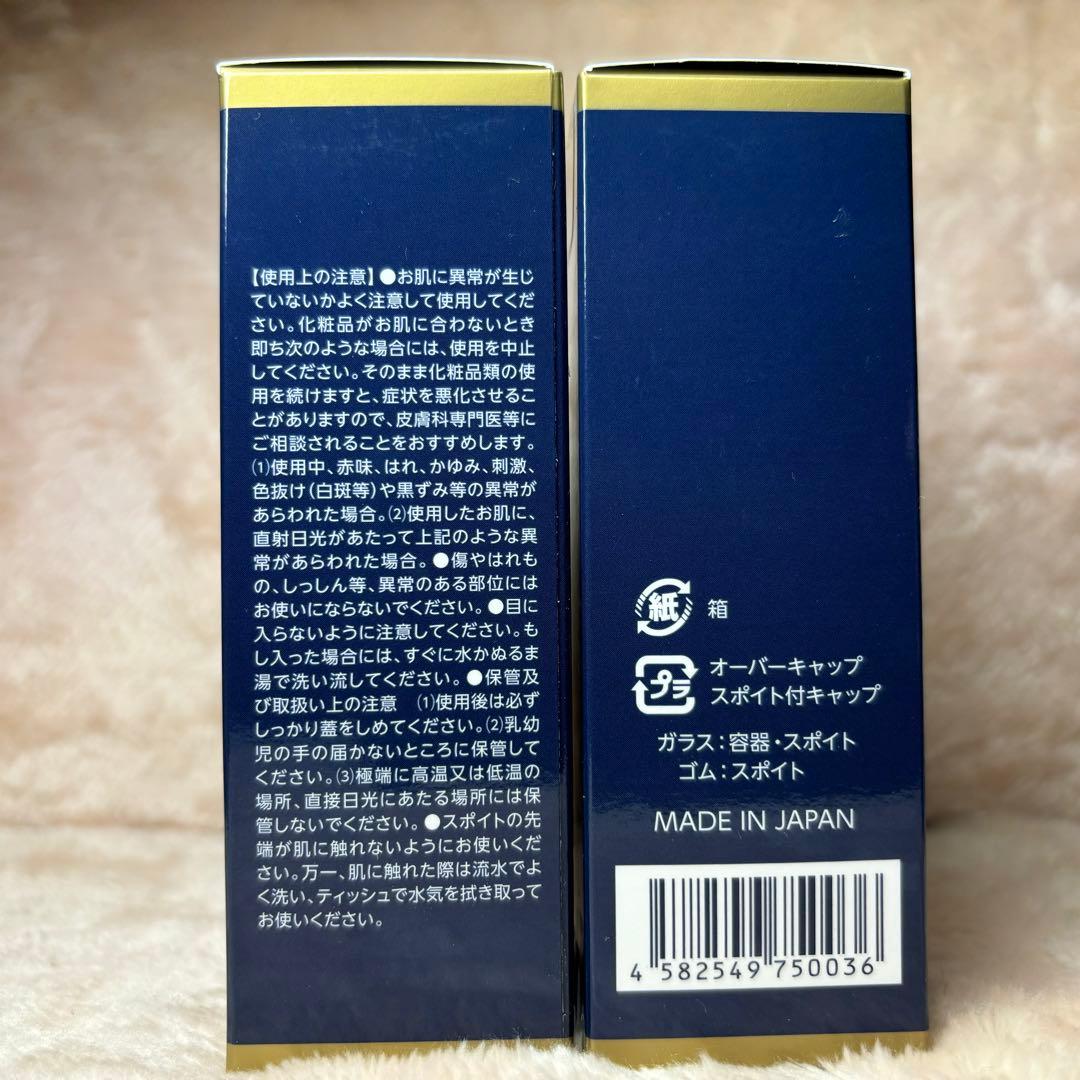 【使用上の注意】●お肌に異常が生じ
ていないかよく注意して使用してくだ
さい。化粧品がお肌に合わないとき
即ち次のような場合には、使用を中止
してください。そのまま化粧品類の使
用を続けますと、症状を悪化させるこ
とがありますので、皮膚科専門医等に
ご相談されることをおすすめします。
(1)使用中、赤味、はれ、かゆみ、刺激、
色抜け(白斑等)や黒ずみ等の異常が
あらわれた場合。(2)使用したお肌に、
直射日光があたって上記のような異
常があらわれた場合。●傷やはれも
の、しっしん等、異常のある部位には
お使いにならないでください。●目に
入らないように注意してください。も
し入った場合には、すぐに水かぬるま
湯で洗い流してください。●保管及
び取扱い上の注意 (1)使用後は必ず
しっかり蓋をしめてください。(2)乳幼
児の手の届かないところに保管して
ください。(3)極端に高温又は低温の
場所、直接日光にあたる場所には保
管しないでください。●スポイトの先
端が肌に触れないようにお使いくだ
さい。万一、肌に触れた際は流水でよ
く洗い、ティッシュで水気を拭き取って
お使いください。
紙 箱
プラ オーバーキャップ
スポイト付キャップ
ガラス:容器・スポイト
ゴム:スポイト
MADE IN JAPAN
4 582549 750036